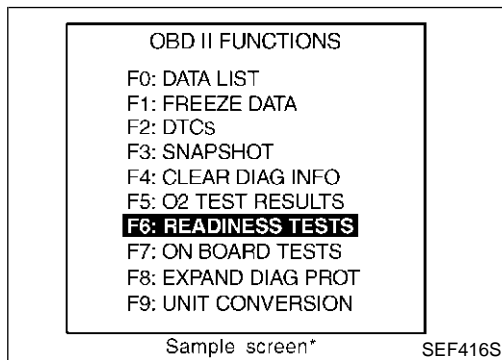 OBD II FUNCTIONS
F0: DATA LIST
F1: FREEZE DATA
F2: DTCs
F3: SNAPSHOT
F4: CLEAR DIAG INFO
F5: O2 TEST RESULTS
F6: READINESS TESTS
F7: ON BOARD TESTS
F8: EXPAND DIAG PROT
F9: UNIT CONVERSION
Sample screen*
SEF416S